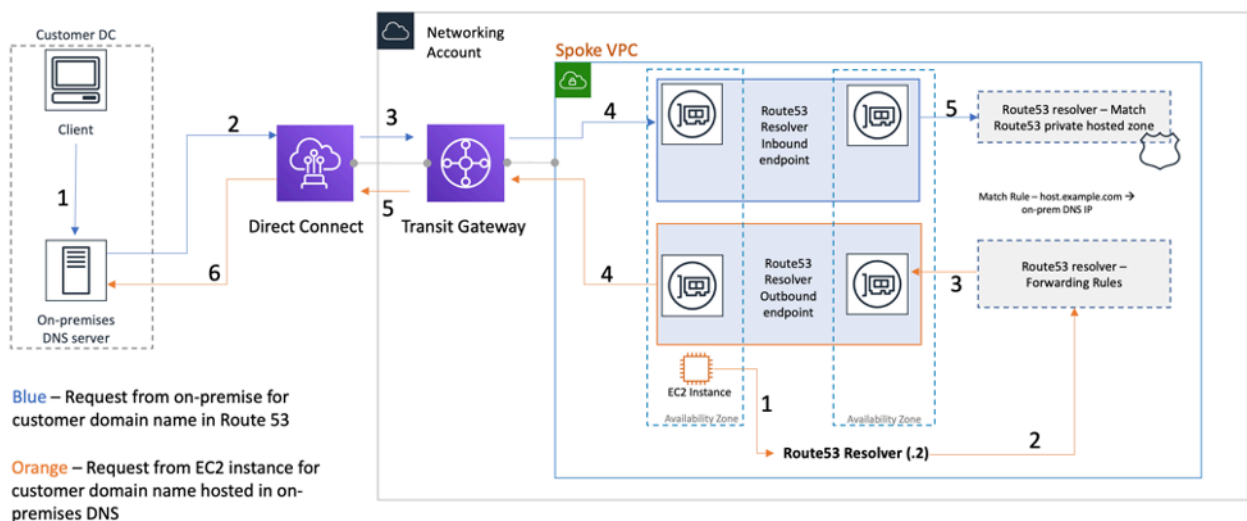 Customer DC
Client
1
On-premises
DNS server
2
6
Direct Connect
3
5
Networking
Account
Transit Gateway
Spoke VPC
4
Route53
Resolver
Inbound
endpoint
5
Route53 resolver – Match
Route53 private hosted zone
Match Rule – host.example.com →
on-prem DNS IP
4
Route53
Resolver
Outbound
endpoint
3
Route53 resolver –
Forwarding Rules
EC2 Instance
1
Availability Zone
Availability Zone
Route53 Resolver (.2)
2
Blue – Request from on-premise for
customer domain name in Route 53
Orange – Request from EC2 instance for
customer domain name hosted in on-
premises DNS